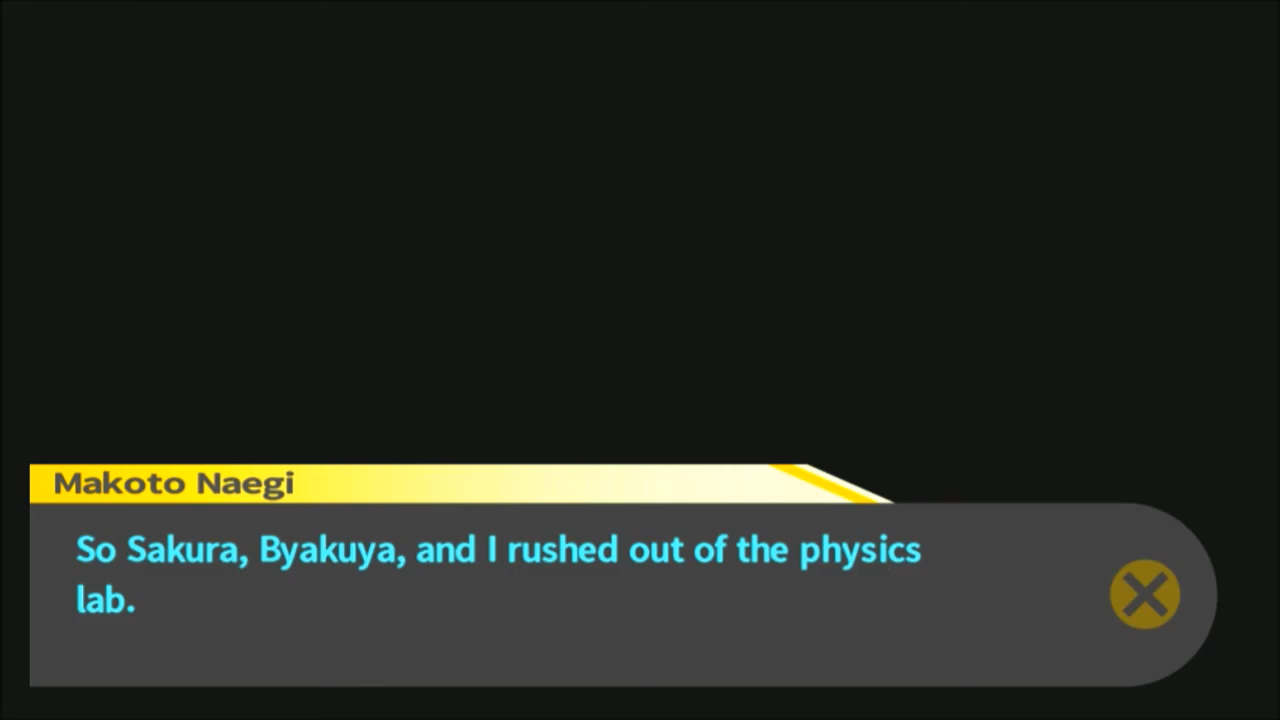 Makoto Naegi
So Sakura, Byakuya, and I rushed out of the physics
lab.